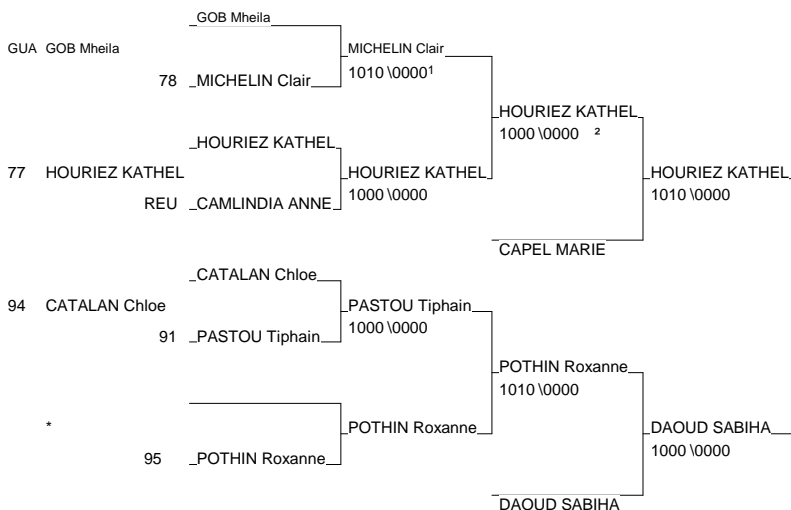 GOB Mheila
GUA GOB Mheila
MICHELIN Clair
78 MICHELIN Clair
1010 \0000¹
HOURIEZ KATHEL
1000 \0000 ²
HOURIEZ KATHEL
77 HOURIEZ KATHEL
HOURIEZ KATHEL
1000 \0000
HOURIEZ KATHEL
1010 \0000
REU CAMLINDIA ANNE
CAPEL MARIE
CATALAN Chloe
94 CATALAN Chloe
PASTOU Tiphain
1000 \0000
91 PASTOU Tiphain
POTHIN Roxanne
1010 \0000
*
POTHIN Roxanne
DAOUD SABIHA
1000 \0000
95 POTHIN Roxanne
DAOUD SABIHA